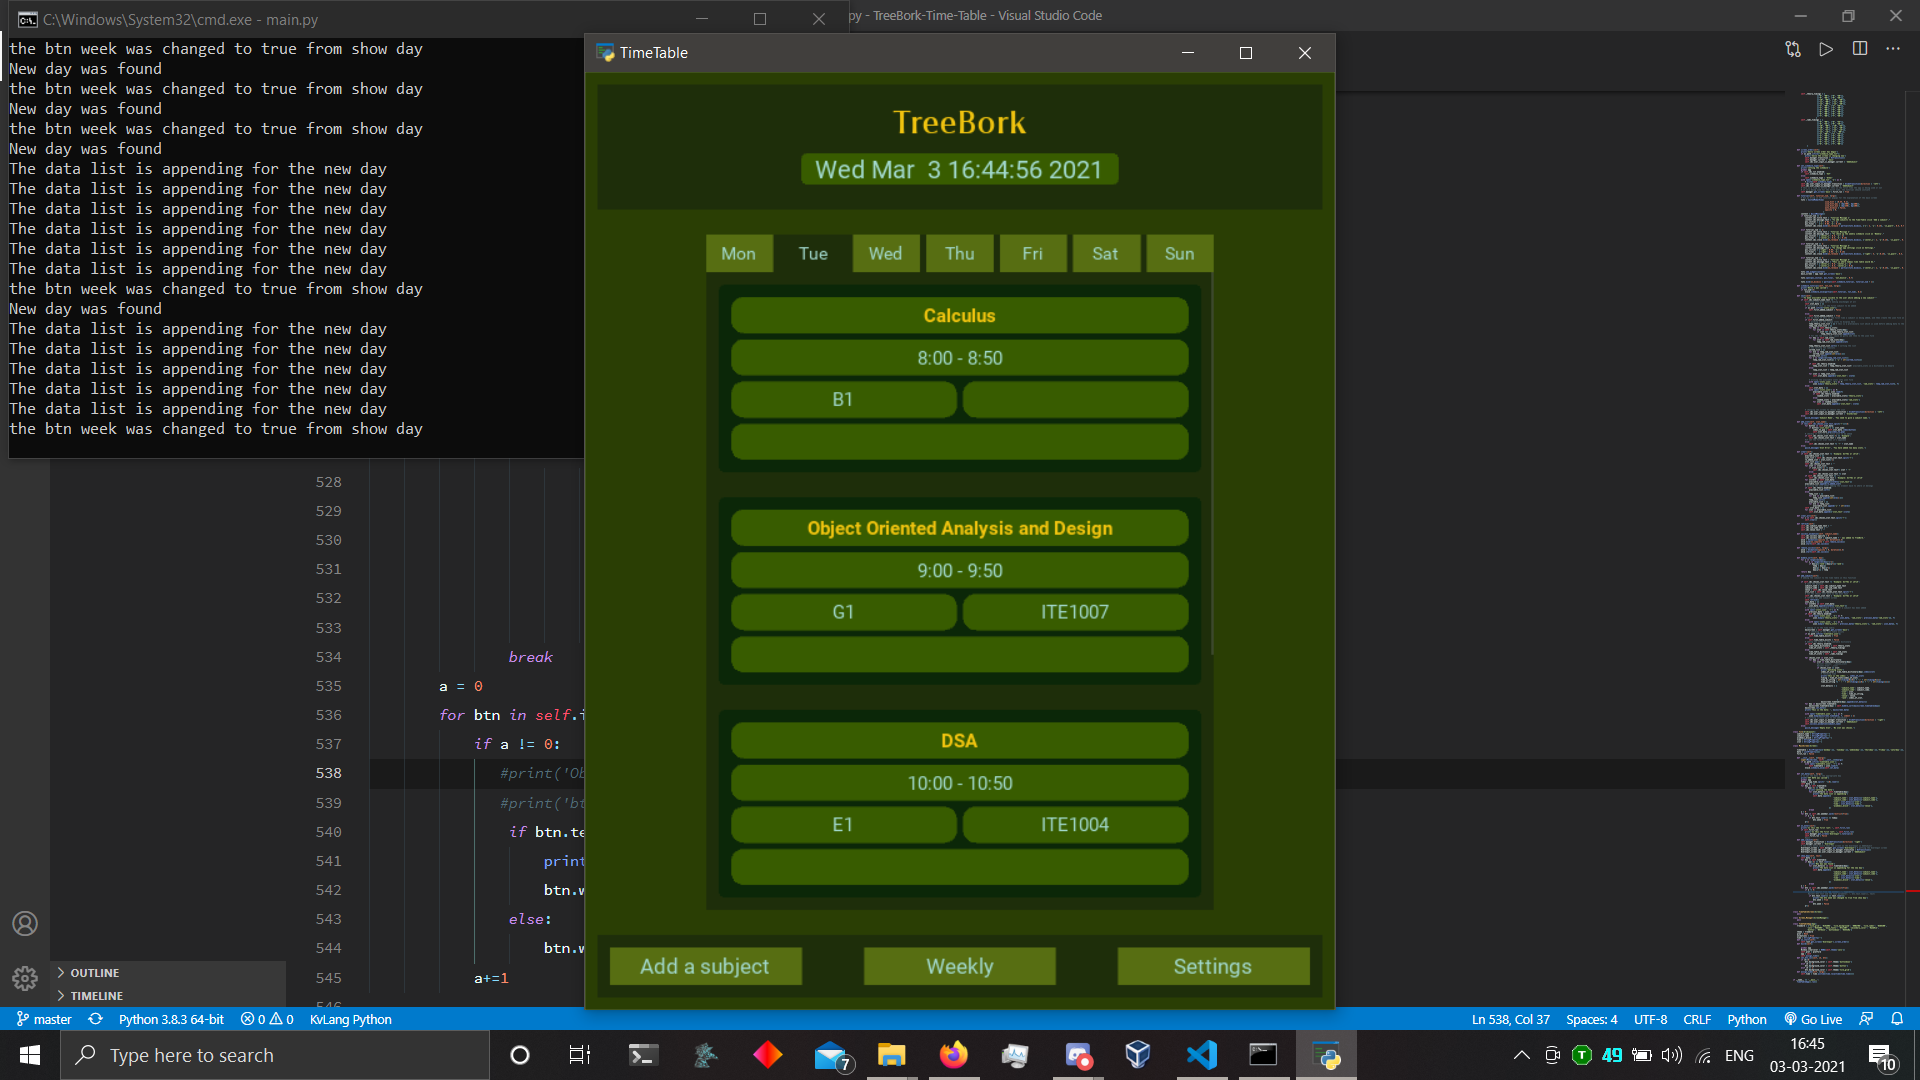 C:\Windows\System32\cmd.exe - main.py
the btn week was changed to true from show day
New day was found
the btn week was changed to true from show day
New day was found
the btn week was changed to true from show day
New day was found
The data list is appending for the new day
The data list is appending for the new day
The data list is appending for the new day
The data list is appending for the new day
The data list is appending for the new day
The data list is appending for the new day
the btn week was changed to true from show day
New day was found
The data list is appending for the new day
The data list is appending for the new day
The data list is appending for the new day
The data list is appending for the new day
The data list is appending for the new day
the btn week was changed to true from show day
py - TreeBork-Time-Table - Visual Studio Code
TimeTable
TreeBork
Wed Mar  3 16:44:56 2021
Mon Tue Wed Thu Fri Sat Sun
Calculus
8:00 - 8:50
B1
Object Oriented Analysis and Design
9:00 - 9:50
G1 ITE1007
DSA
10:00 - 10:50
E1 ITE1004
Add a subject Weekly Settings
528
529
530
531
532
533
534 break
535 a = 0
536 for btn in self.i
537 if a != 0:
538 #print('Ob
539 #print('bt
540 if btn.te
541 print
542 btn.w
543 else:
544 btn.w
545 a+=1
OUTLINE
TIMELINE
master Python 3.8.3 64-bit 0 0 KvLang Python
Ln 538, Col 37 Spaces: 4 UTF-8 CRLF Python Go Live
Type here to search
7
T 49 ENG
16:45
03-03-2021
10